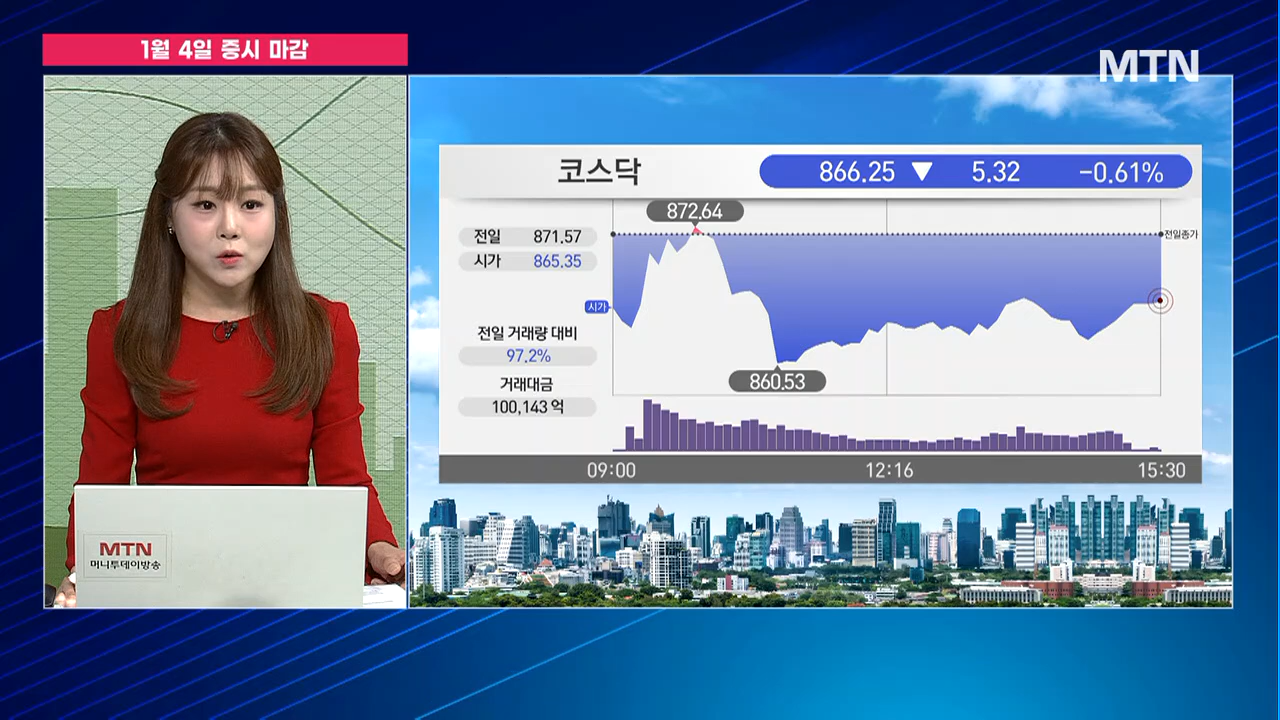 1월 4일 증시 마감
MTN
코스닥
866.25 ▼ 5.32 -0.61%
872.64
전일 871.57
전일종가
시가 865.35
시가
전일 거래량 대비
97.2%
860.53
거래대금
100,143 억
09:00 12:16 15:30
MTN
머니투데이방송